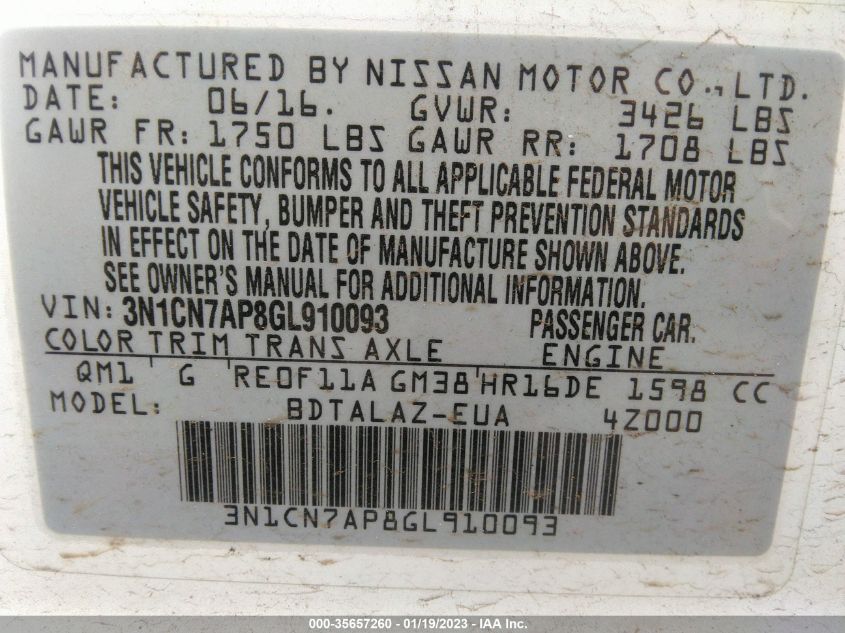 MANUFACTURED BY NISSAN MOTOR CO., LTD.
DATE: 06/16. GVWR: 3426 LBS
GAWR FR: 1750 LBS GAWR RR: 1708 LBS
THIS VEHICLE CONFORMS TO ALL APPLICABLE FEDERAL MOTOR
VEHICLE SAFETY, BUMPER AND THEFT PREVENTION STANDARDS
IN EFFECT ON THE DATE OF MANUFACTURE SHOWN ABOVE.
SEE OWNER'S MANUAL FOR ADDITIONAL INFORMATION.
VIN: 3N1CN7AP8GL910093 PASSENGER CAR.
COLOR TRIM TRANS AXLE ENGINE
QM1 G RE0F11A GM38 HR16DE 1598 CC
MODEL: BDTALAZ-EUA 4Z000
3N1CN7AP8GL910093
000-35657260 - 01/19/2023 - IAA Inc.